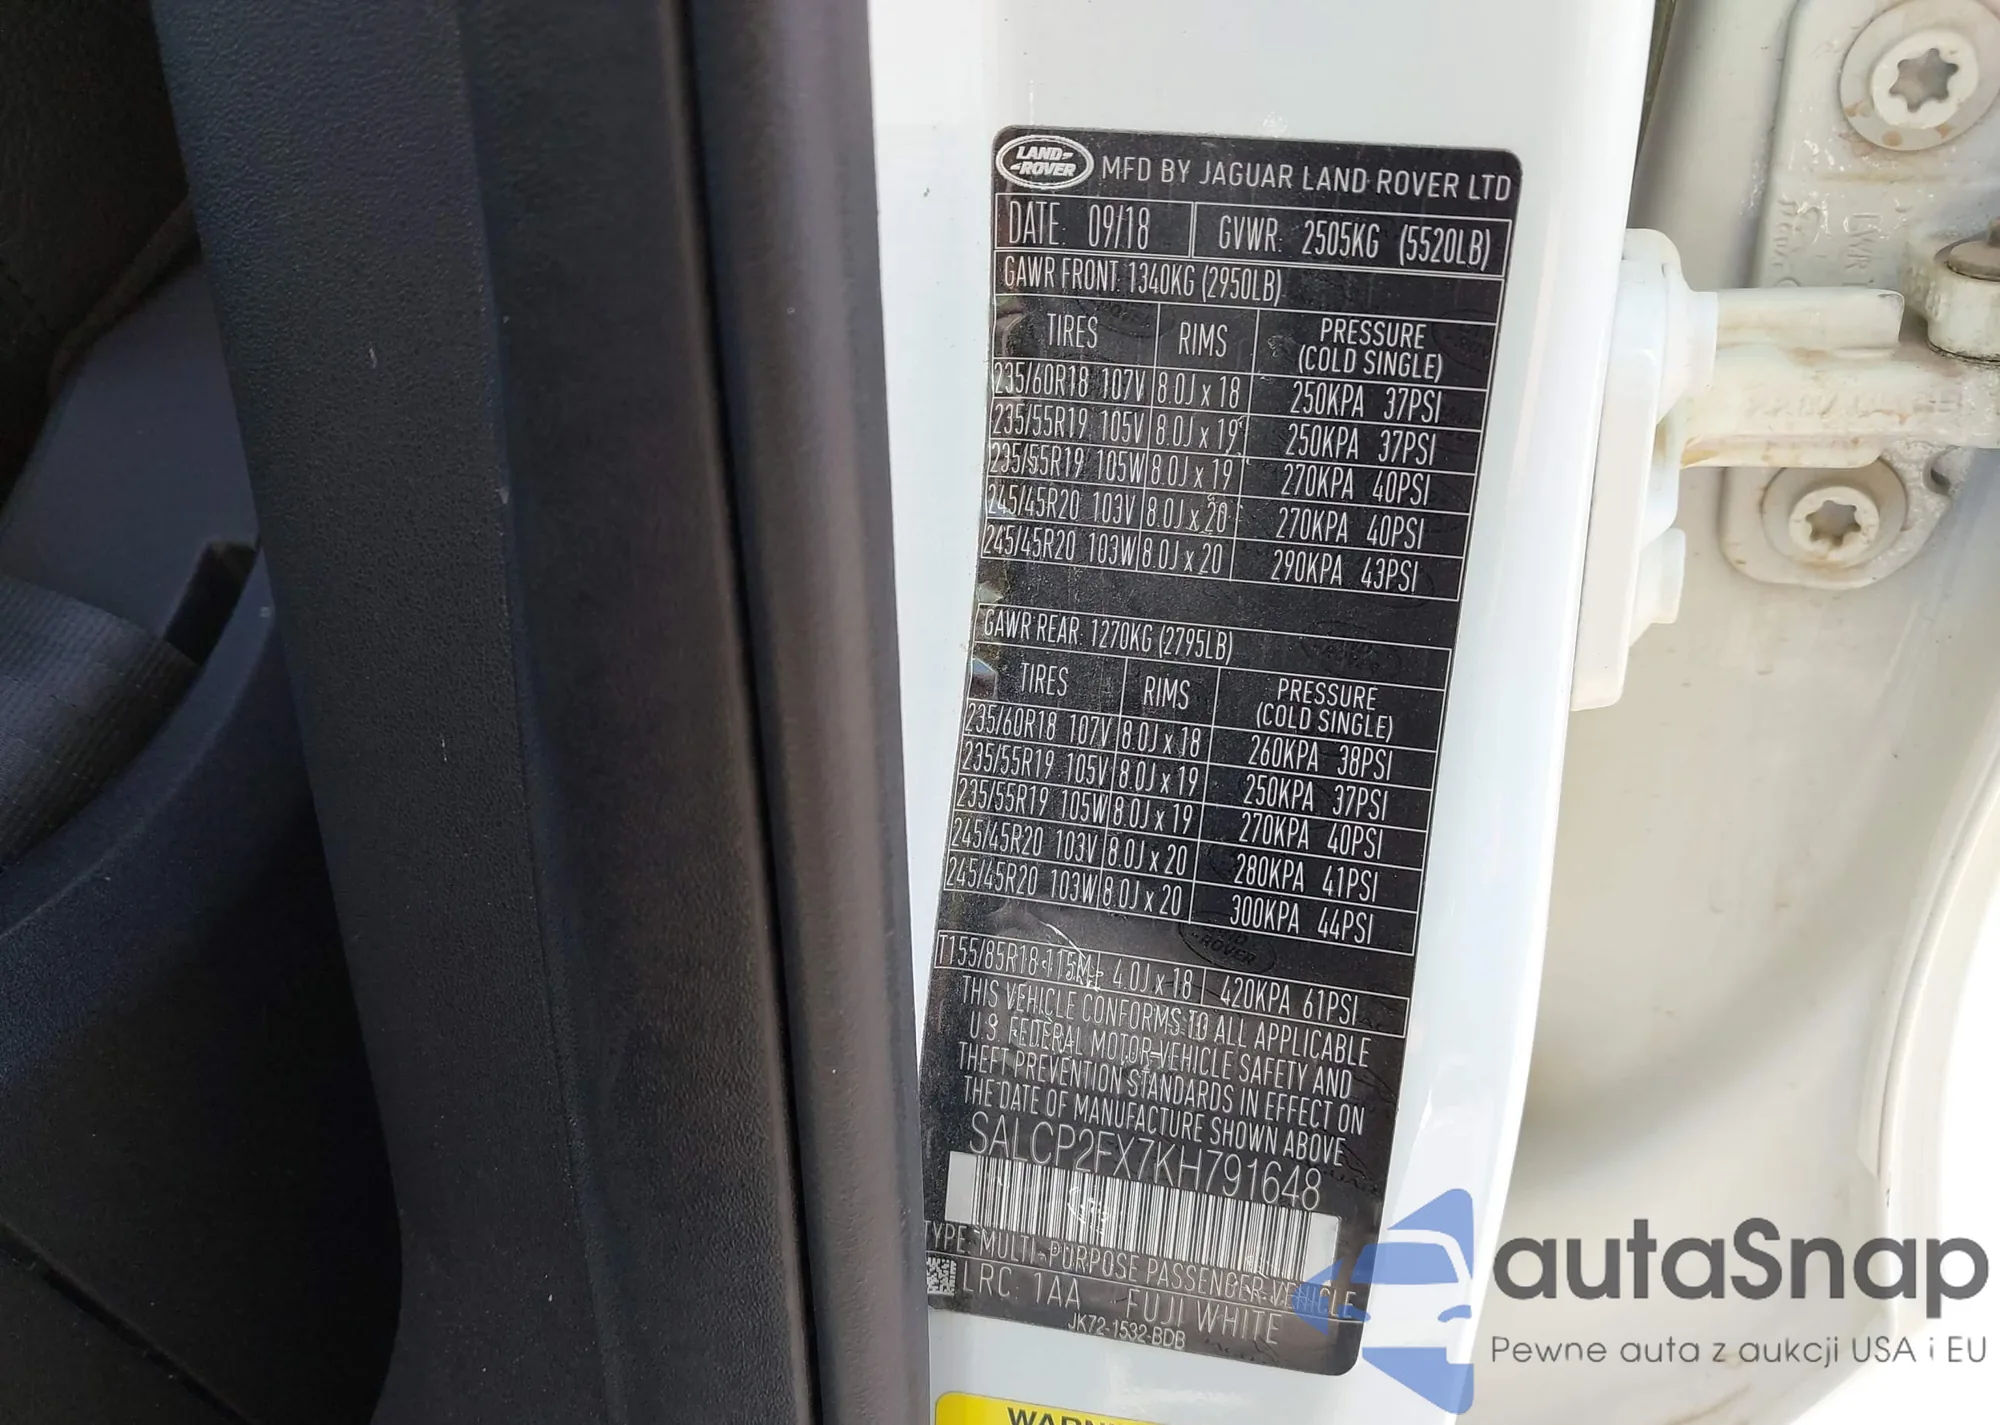 LAND-
-ROVER
MFD BY JAGUAR LAND ROVER LTD
DATE: 09/18 GVWR: 2505KG (5520LB)
GAWR FRONT: 1340KG (2950LB)
TIRES RIMS PRESSURE
(COLD SINGLE)
235/60R18 107V 8.0J x 18 250KPA 37PSI
235/55R19 105V 8.0J x 19 250KPA 37PSI
235/55R19 105W 8.0J x 19 270KPA 40PSI
245/45R20 103V 8.0J x 20 270KPA 40PSI
245/45R20 103W 8.0J x 20 290KPA 43PSI
GAWR REAR: 1270KG (2795LB)
TIRES RIMS PRESSURE
(COLD SINGLE)
235/60R18 107V 8.0J x 18 260KPA 38PSI
235/55R19 105V 8.0J x 19 250KPA 37PSI
235/55R19 105W 8.0J x 19 270KPA 40PSI
245/45R20 103V 8.0J x 20 280KPA 41PSI
245/45R20 103W 8.0J x 20 300KPA 44PSI
T155/85R18 115M 4.0J x 18 420KPA 61PSI
THIS VEHICLE CONFORMS TO ALL APPLICABLE
U.S. FEDERAL MOTOR VEHICLE SAFETY AND
THEFT PREVENTION STANDARDS IN EFFECT ON
THE DATE OF MANUFACTURE SHOWN ABOVE
SALCP2FX7KH791648
TYPE: MULTI-PURPOSE PASSENGER VEHICLE
LRC: 1AA FUJI WHITE
JK72-1532-BDB
autaSnap
Pewne auta z aukcji USA i EU